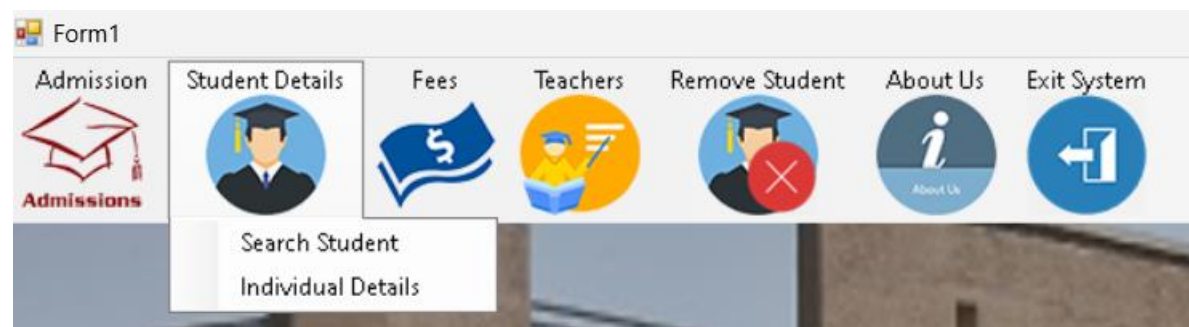 Form1
Admission Student Details Fees Teachers Remove Student About Us Exit System
$ i
Admissions About Us
Search Student
Individual Details